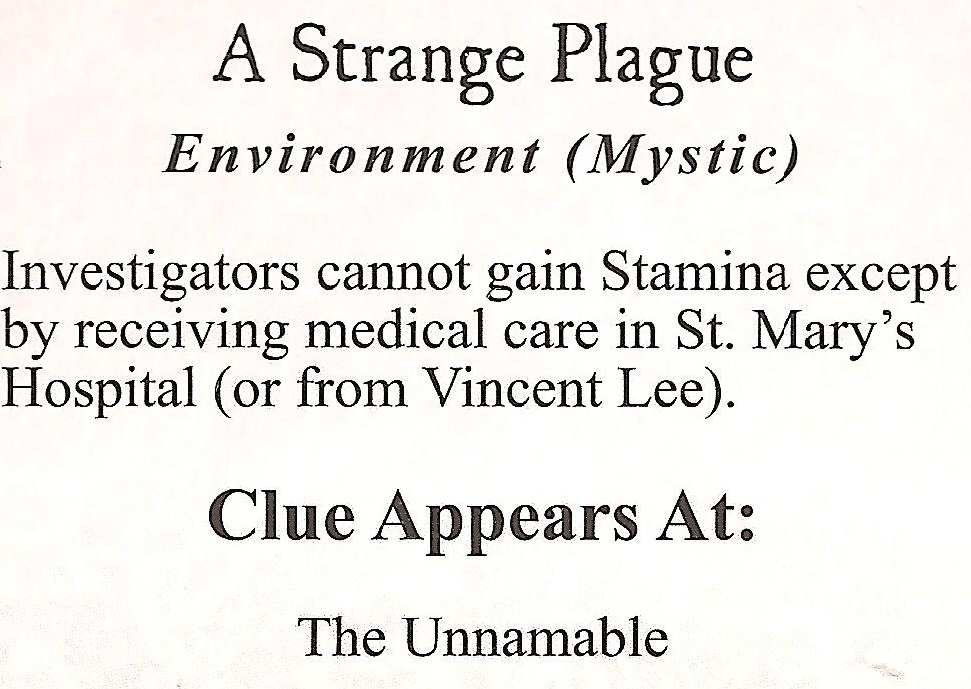 A Strange Plague
Environment (Mystic)
Investigators cannot gain Stamina except
by receiving medical care in St. Mary's
Hospital (or from Vincent Lee).
Clue Appears At:
The Unnamable